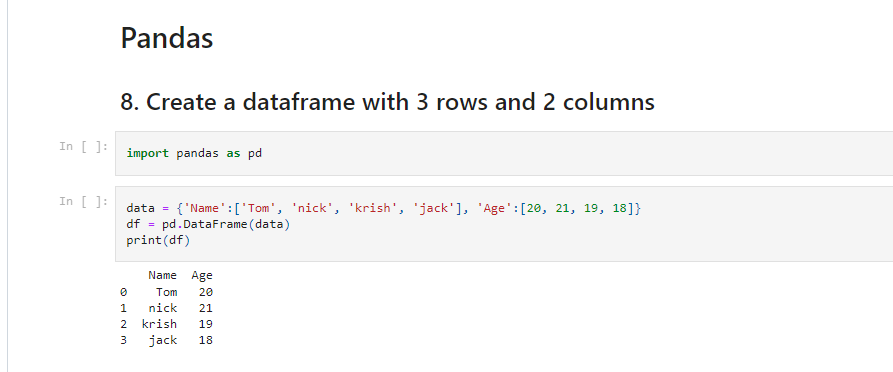 Pandas
8. Create a dataframe with 3 rows and 2 columns
In [ ]:
import pandas as pd
In [ ]:
data = {'Name':['Tom', 'nick', 'krish', 'jack'], 'Age':[20, 21, 19, 18]}
df = pd.DataFrame(data)
print(df)
Name Age
0 Tom 20
1 nick 21
2 krish 19
3 jack 18